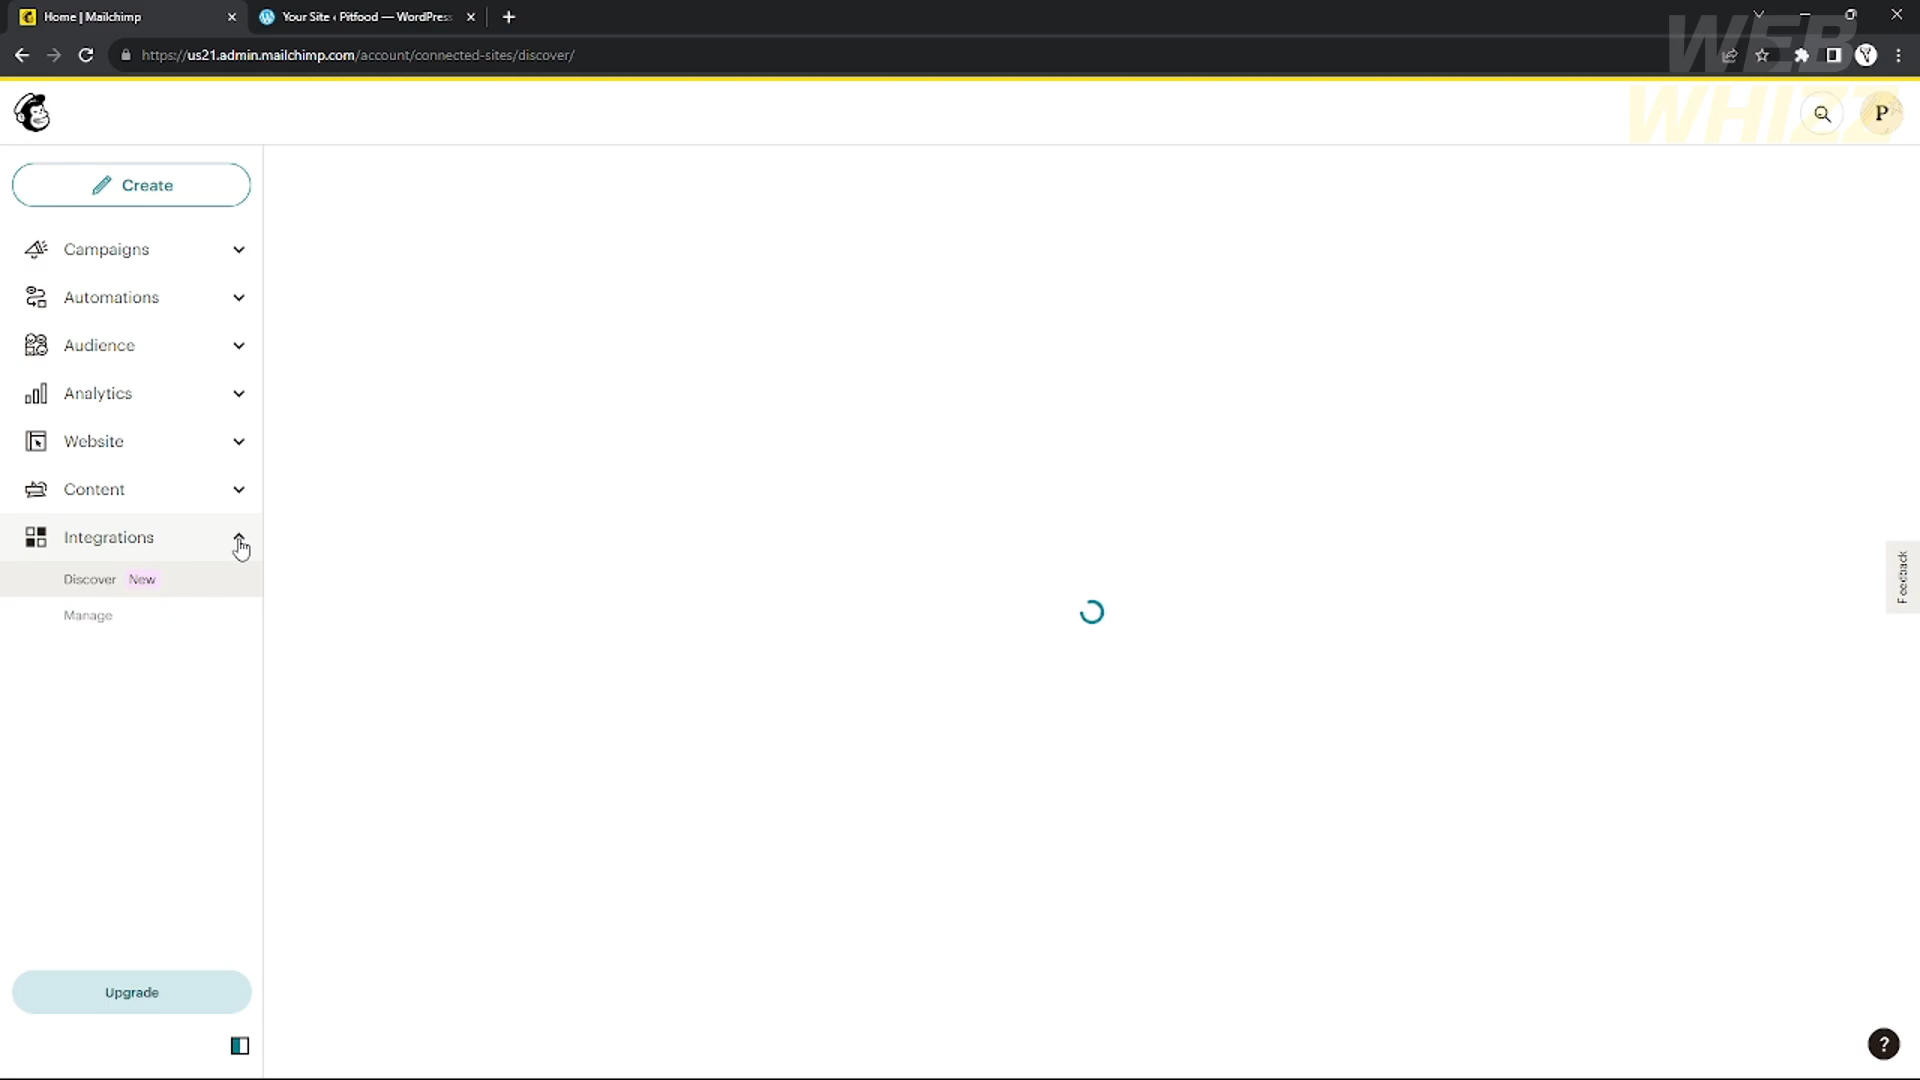 Home | Mailchimp
Your Site ‹ Pitfood — WordPress
https://us21.admin.mailchimp.com/account/connected-sites/discover/
WEB
WHIZZ
P
Create
Campaigns
Automations
Audience
Analytics
Website
Content
Integrations
Discover New
Manage
Feedback
Upgrade
?